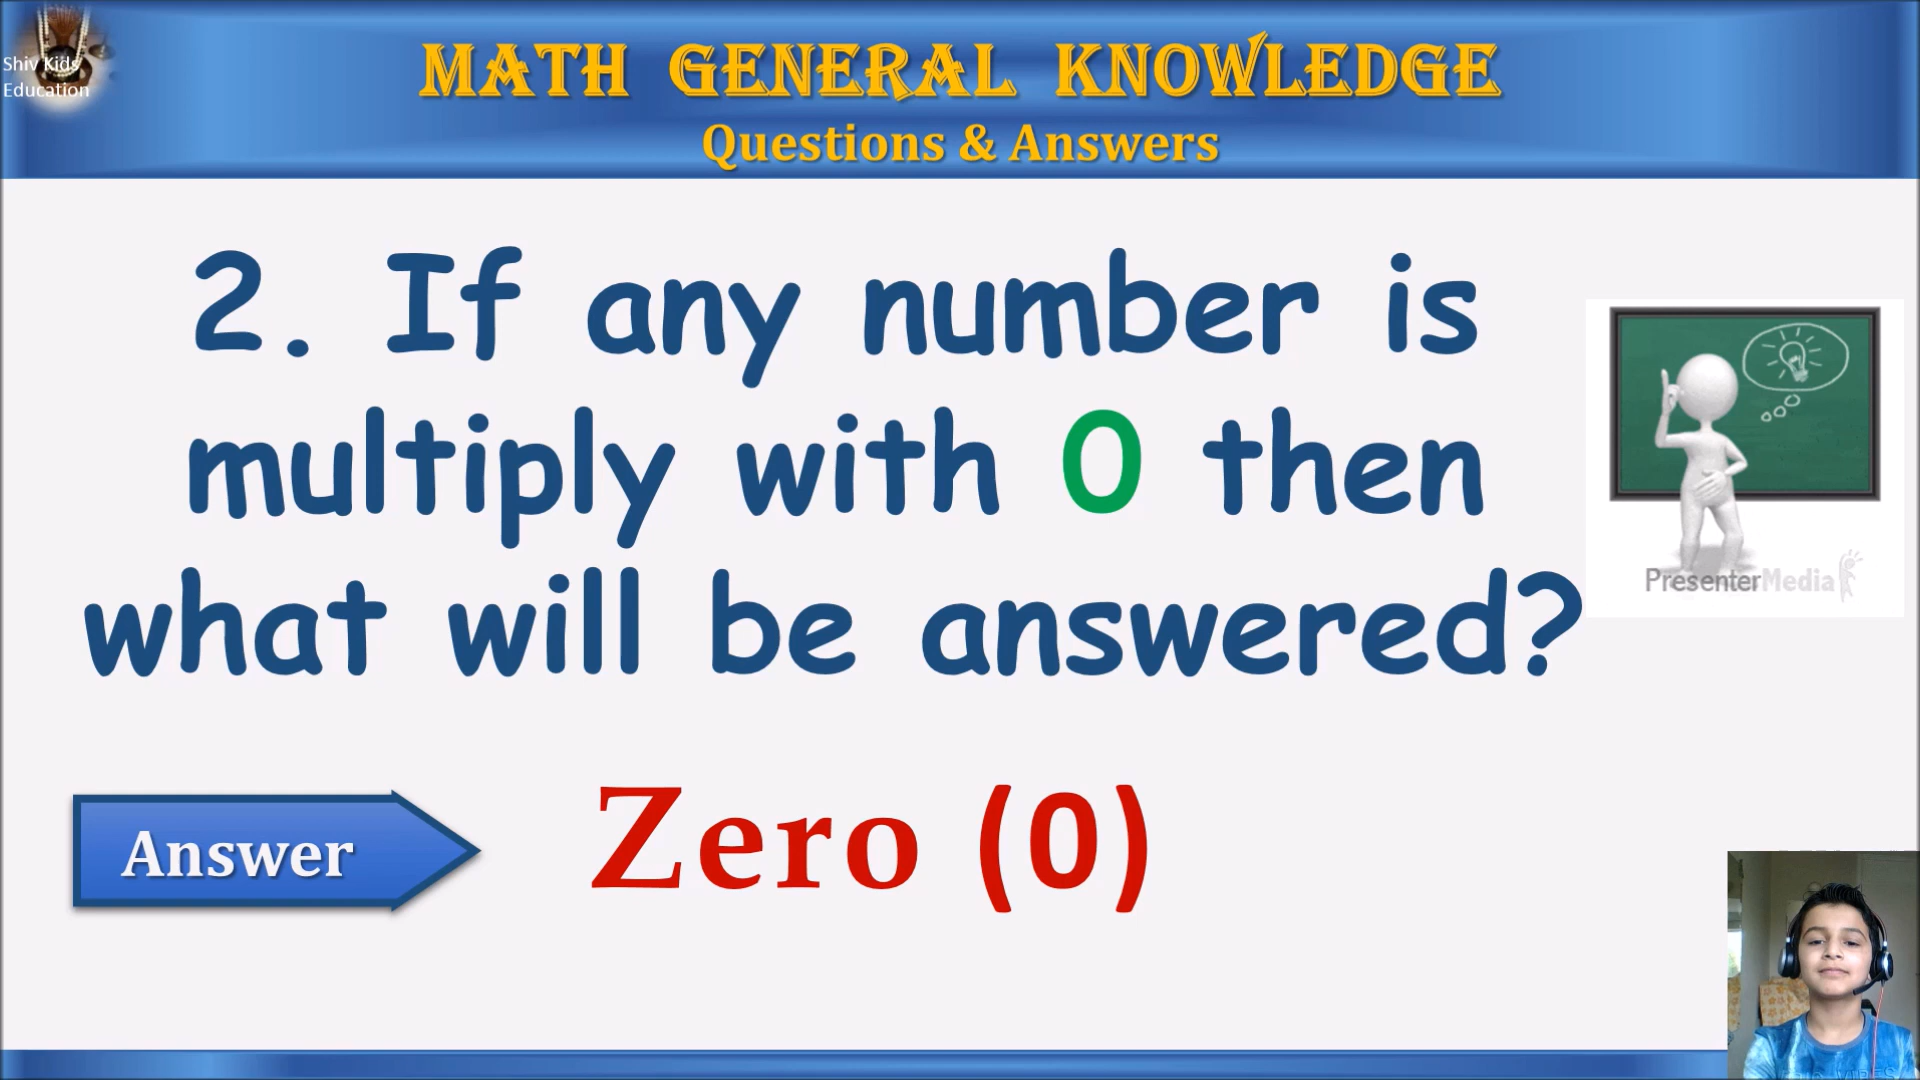 Shiv Kids
Education
MATH GENERAL KNOWLEDGE
Questions & Answers
2. If any number is
multiply with 0 then
what will be answered?
PresenterMedia
Answer
Zero (0)